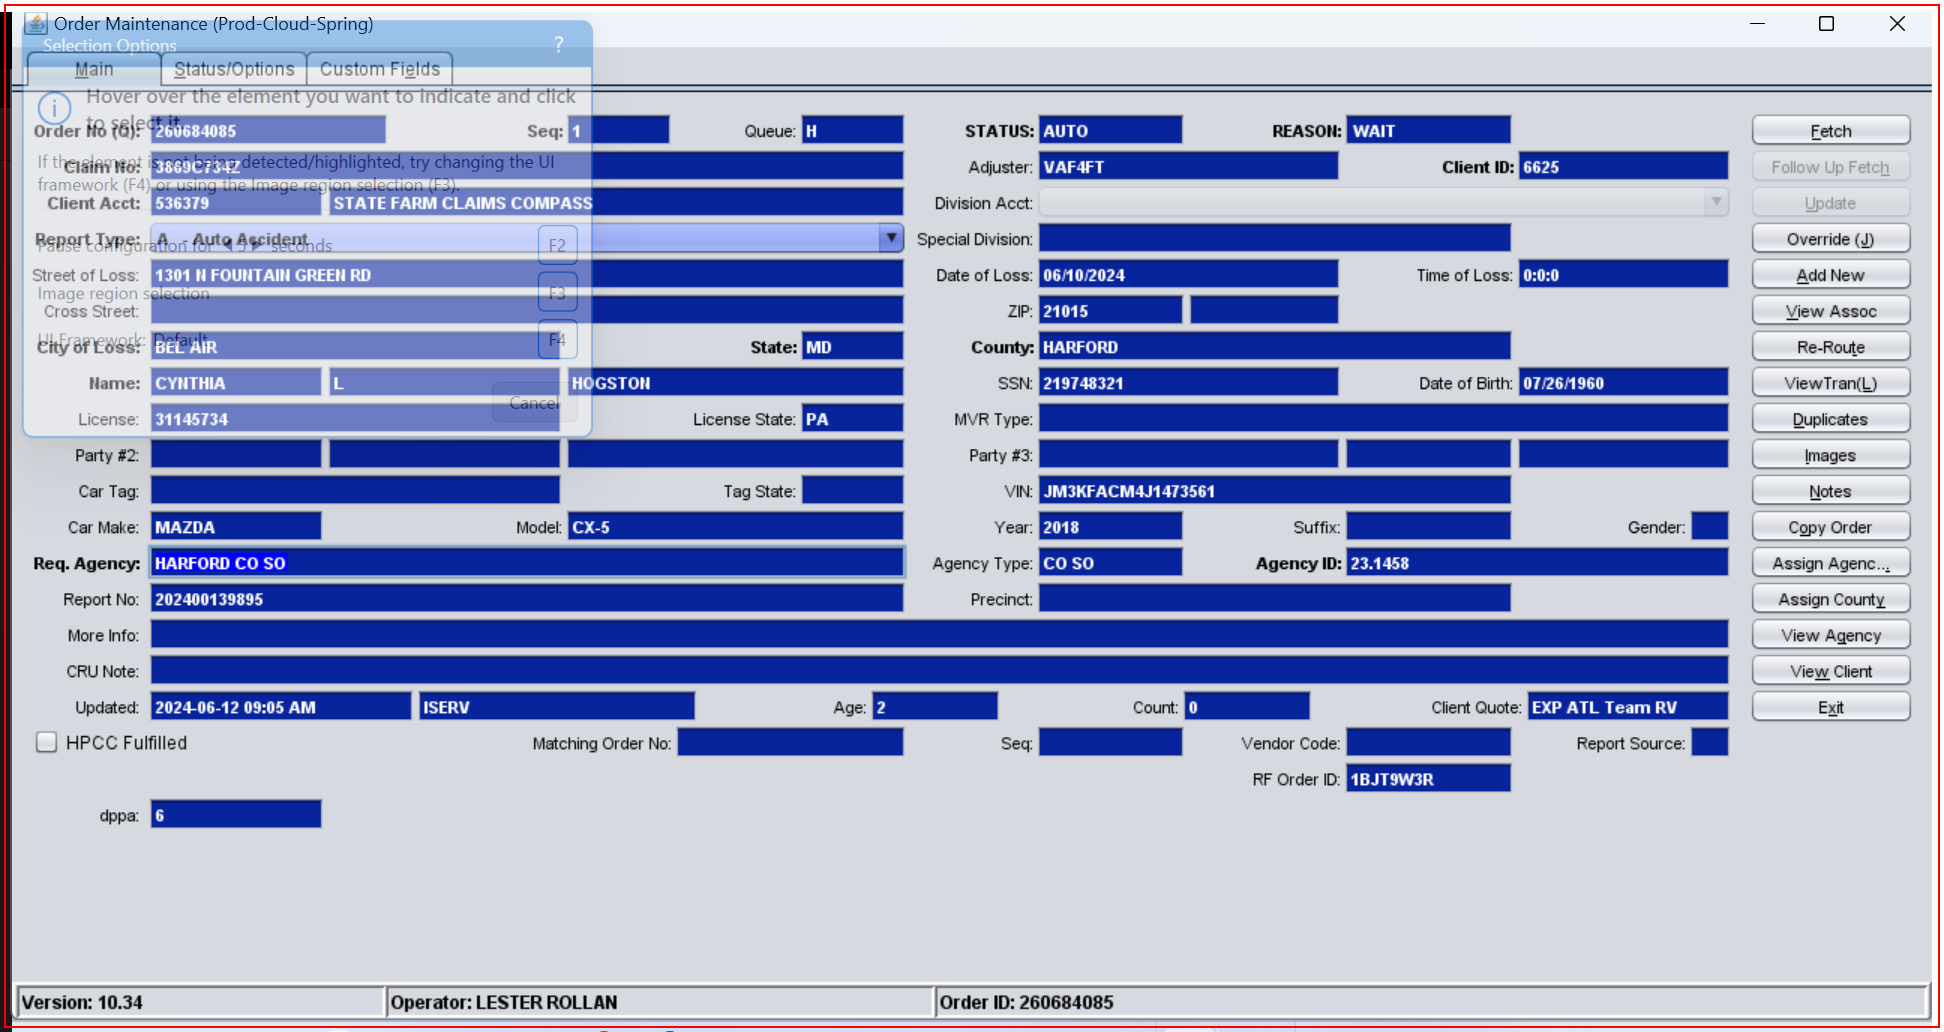 Order Maintenance (Prod-Cloud-Spring)
Selection Options ?
Main Status/Options Custom Fields
Hover over the element you want to indicate and click
to select it.
Order No (Q): 260684085 Seq: 1 Queue: H STATUS: AUTO REASON: WAIT Fetch
If the element is not being detected/highlighted, try changing the UI
framework (F4) or using the Image region selection (F3).
Claim No: 3869C734Z Adjuster: VAF4FT Client ID: 6625 Follow Up Fetch
Client Acct: 536379 STATE FARM CLAIMS COMPASS Division Acct: Update
Report Type: A - Auto Accident Special Division: Override (J)
Pause configuration for 5 seconds F2
Street of Loss: 1301 N FOUNTAIN GREEN RD Date of Loss: 06/10/2024 Time of Loss: 0:0:0 Add New
Image region selection F3
Cross Street: ZIP: 21015 View Assoc
UI Framework: Default F4
City of Loss: BEL AIR State: MD County: HARFORD Re-Route
Name: CYNTHIA L HOGSTON SSN: 219748321 Date of Birth: 07/26/1960 ViewTran(L)
Cancel
License: 31145734 License State: PA MVR Type: Duplicates
Party #2: Party #3: Images
Car Tag: Tag State: VIN: JM3KFACM4J1473561 Notes
Car Make: MAZDA Model: CX-5 Year: 2018 Suffix: Gender: Copy Order
Req. Agency: HARFORD CO SO Agency Type: CO SO Agency ID: 23.1458 Assign Agenc...
Report No: 202400139895 Precinct: Assign County
More Info: View Agency
CRU Note: View Client
Updated: 2024-06-12 09:05 AM ISERV Age: 2 Count: 0 Client Quote: EXP ATL Team RV Exit
HPCC Fulfilled Matching Order No: Seq: Vendor Code: Report Source:
RF Order ID: 1BJT9W3R
dppa: 6
Version: 10.34 Operator: LESTER ROLLAN Order ID: 260684085